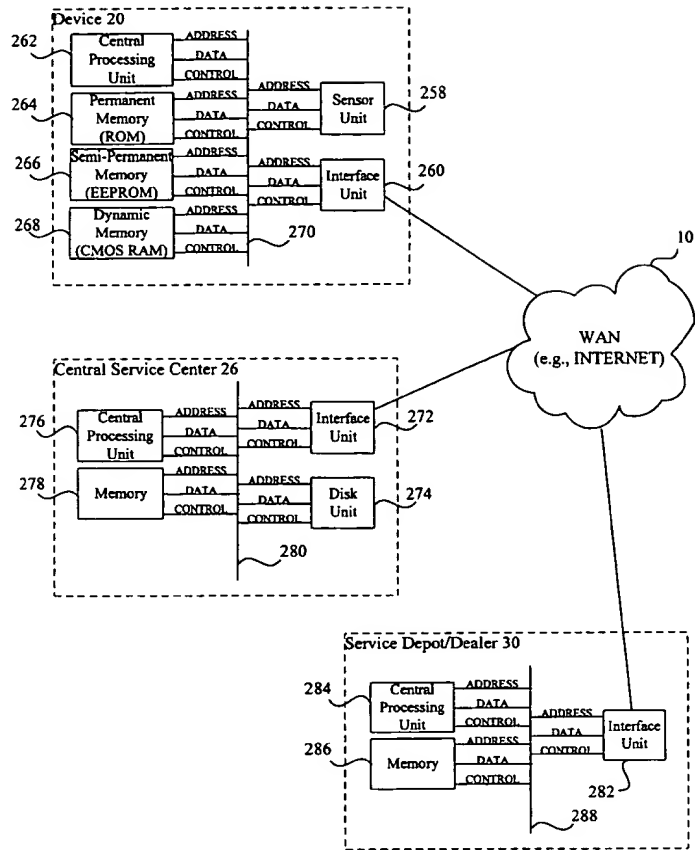 Device 20
262
Central
Processing
Unit
ADDRESS
DATA
CONTROL
264
Permanent
Memory
(ROM)
ADDRESS
DATA
CONTROL
266
Semi-Permanent
Memory
(EEPROM)
ADDRESS
DATA
CONTROL
268
Dynamic
Memory
(CMOS RAM)
ADDRESS
DATA
CONTROL
270
ADDRESS
DATA
CONTROL
Sensor
Unit
258
ADDRESS
DATA
CONTROL
Interface
Unit
260
10
WAN
(e.g., INTERNET)
Central Service Center 26
276
Central
Processing
Unit
ADDRESS
DATA
CONTROL
278
Memory
ADDRESS
DATA
CONTROL
280
ADDRESS
DATA
CONTROL
Interface
Unit
272
ADDRESS
DATA
CONTROL
Disk
Unit
274
Service Depot/Dealer 30
284
Central
Processing
Unit
ADDRESS
DATA
CONTROL
286
Memory
ADDRESS
DATA
CONTROL
288
ADDRESS
DATA
CONTROL
Interface
Unit
282